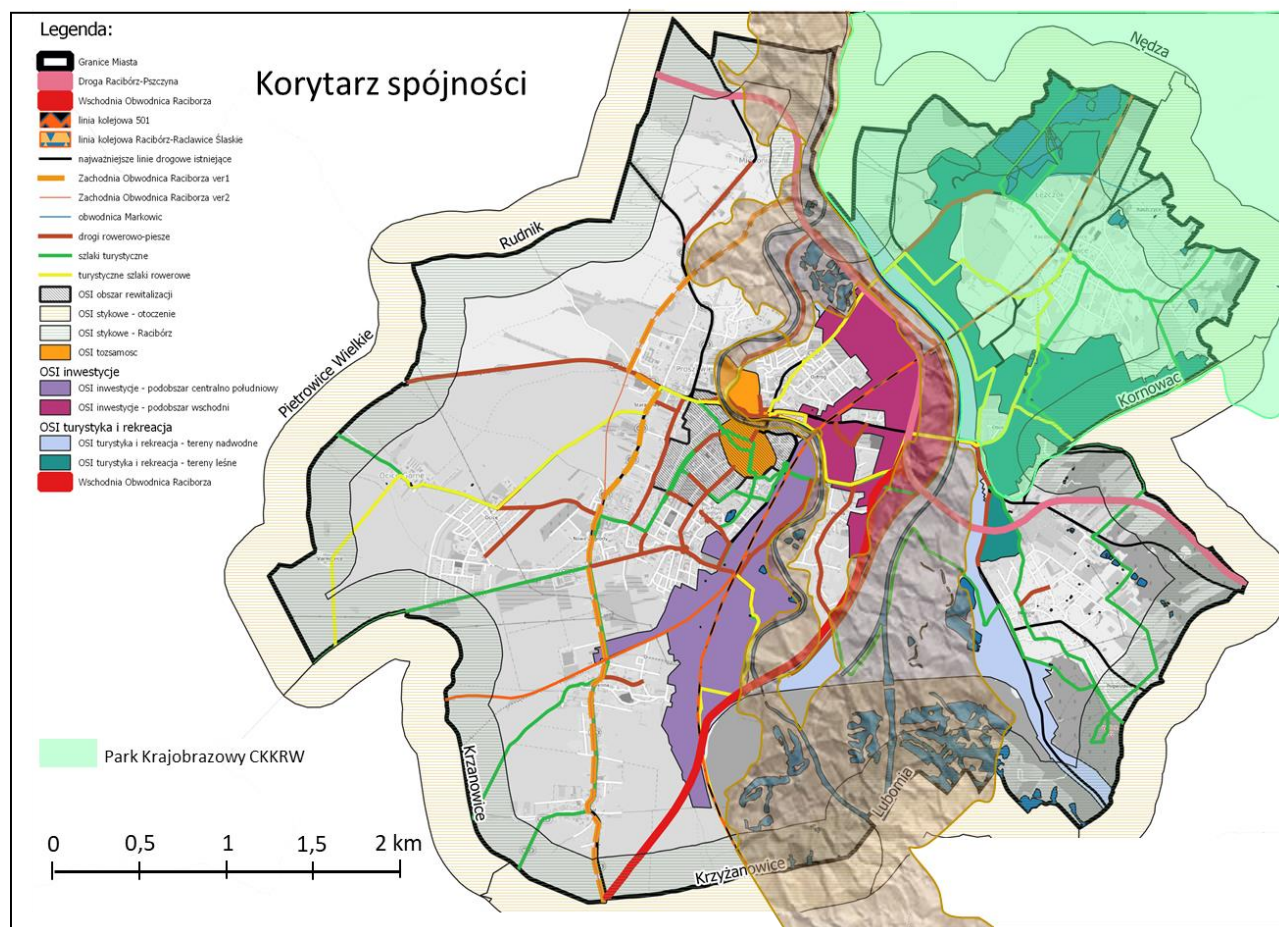 Legenda:
Granice Miasta
Droga Racibórz-Pszczyna
Wschodnia Obwodnica Raciborza
linia kolejowa 501
linia kolejowa Racibórz-Racławice Śląskie
najważniejsze linie drogowe istniejące
Zachodnia Obwodnica Raciborza ver1
Zachodnia Obwodnica Raciborza ver2
obwodnica Markowic
drogi rowerowo-piesze
szlaki turystyczne
turystyczne szlaki rowerowe
OSI obszar rewitalizacji
OSI stykowe - otoczenie
OSI stykowe - Racibórz
OSI tozsamosc
OSI inwestycje
OSI inwestycje - podobszar centralno południowy
OSI inwestycje - podobszar wschodni
OSI turystyka i rekreacja
OSI turystyka i rekreacja - tereny nadwodne
OSI turystyka i rekreacja - tereny leśne
Wschodnia Obwodnica Raciborza
Korytarz spójności
Nędza
Rudnik
Pietrowice Wielkie
Kornowac
Krzanowice
Lubomia
Krzyżanowice
Park Krajobrazowy CKKRW
0 0,5 1 1,5 2 km